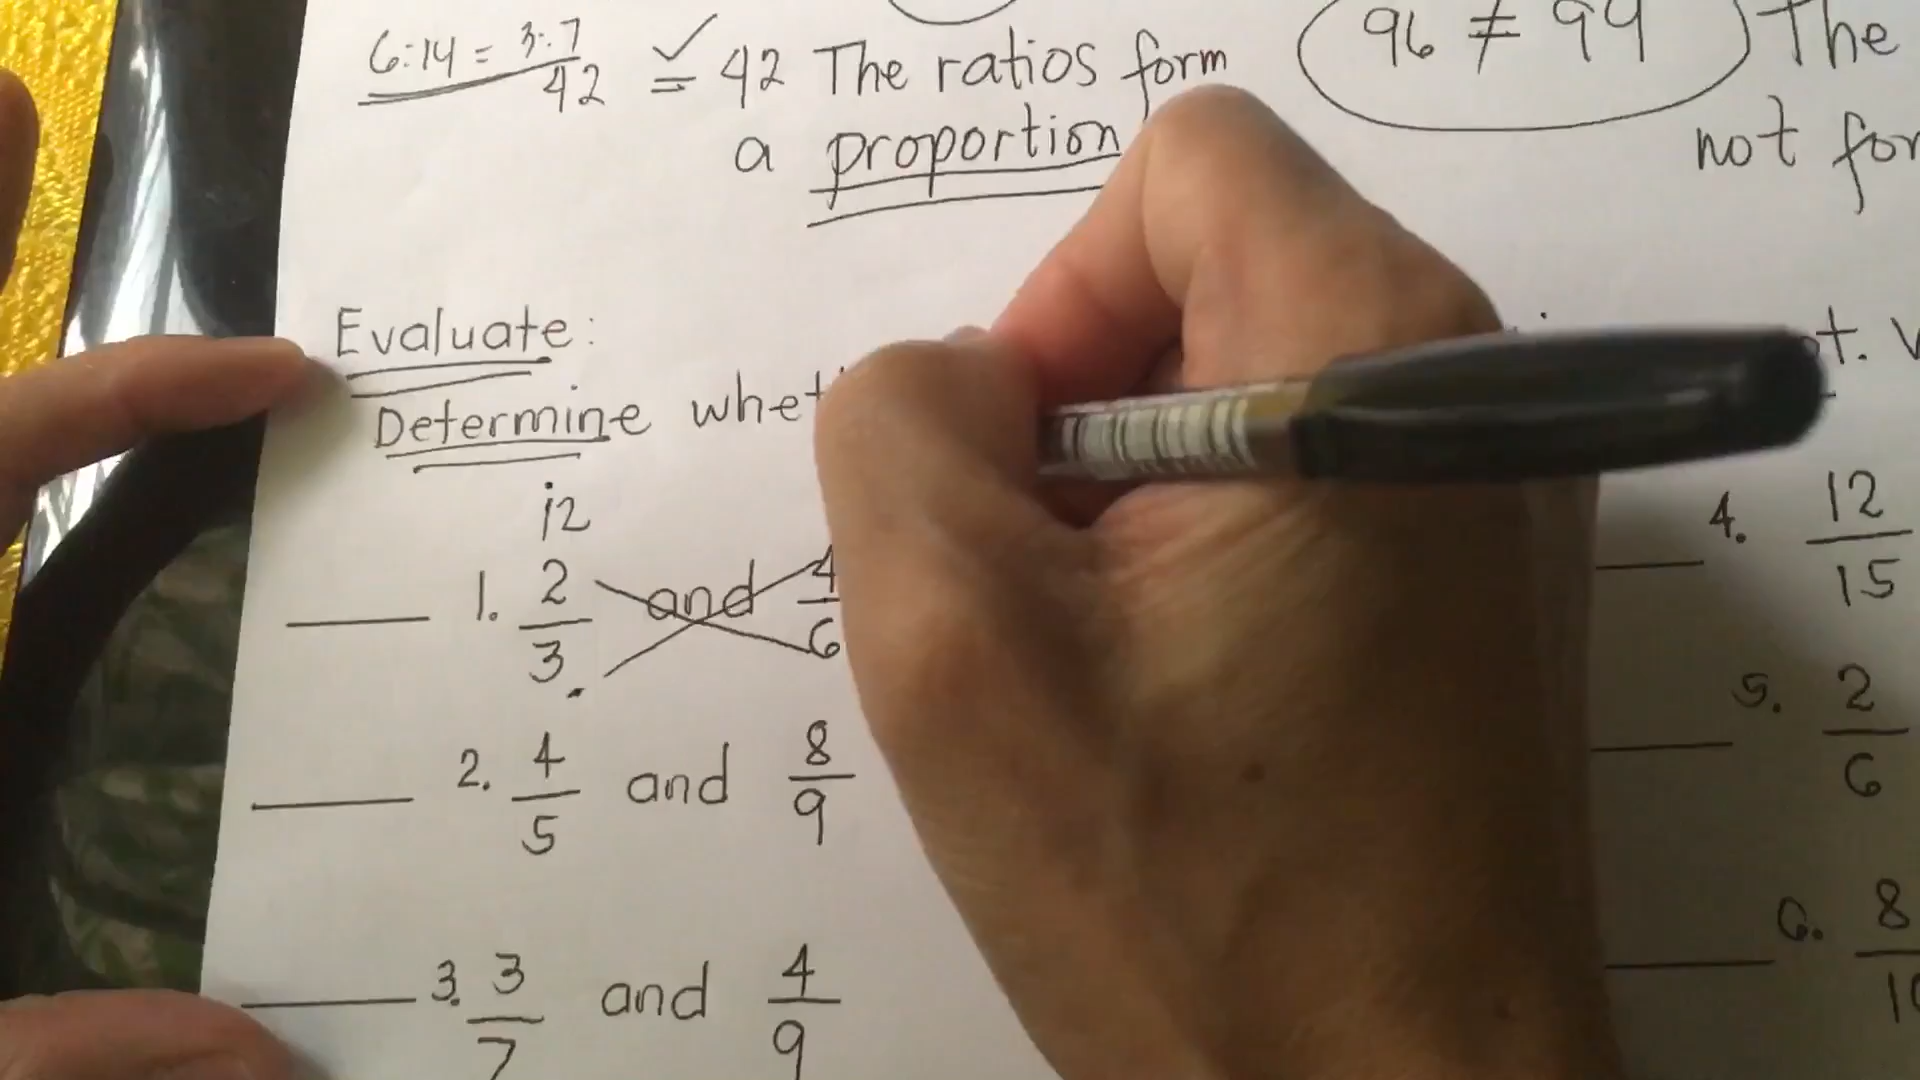 6:14 = 3:7
42 = 42 The ratios form
a proportion
96 ≠ 99 The
not for
Evaluate:
Determine whet
12
1. 2/3 and 4/6
2. 4/5 and 8/9
3. 3/7 and 4/9
4. 12/15
5. 2/6
6. 8/10